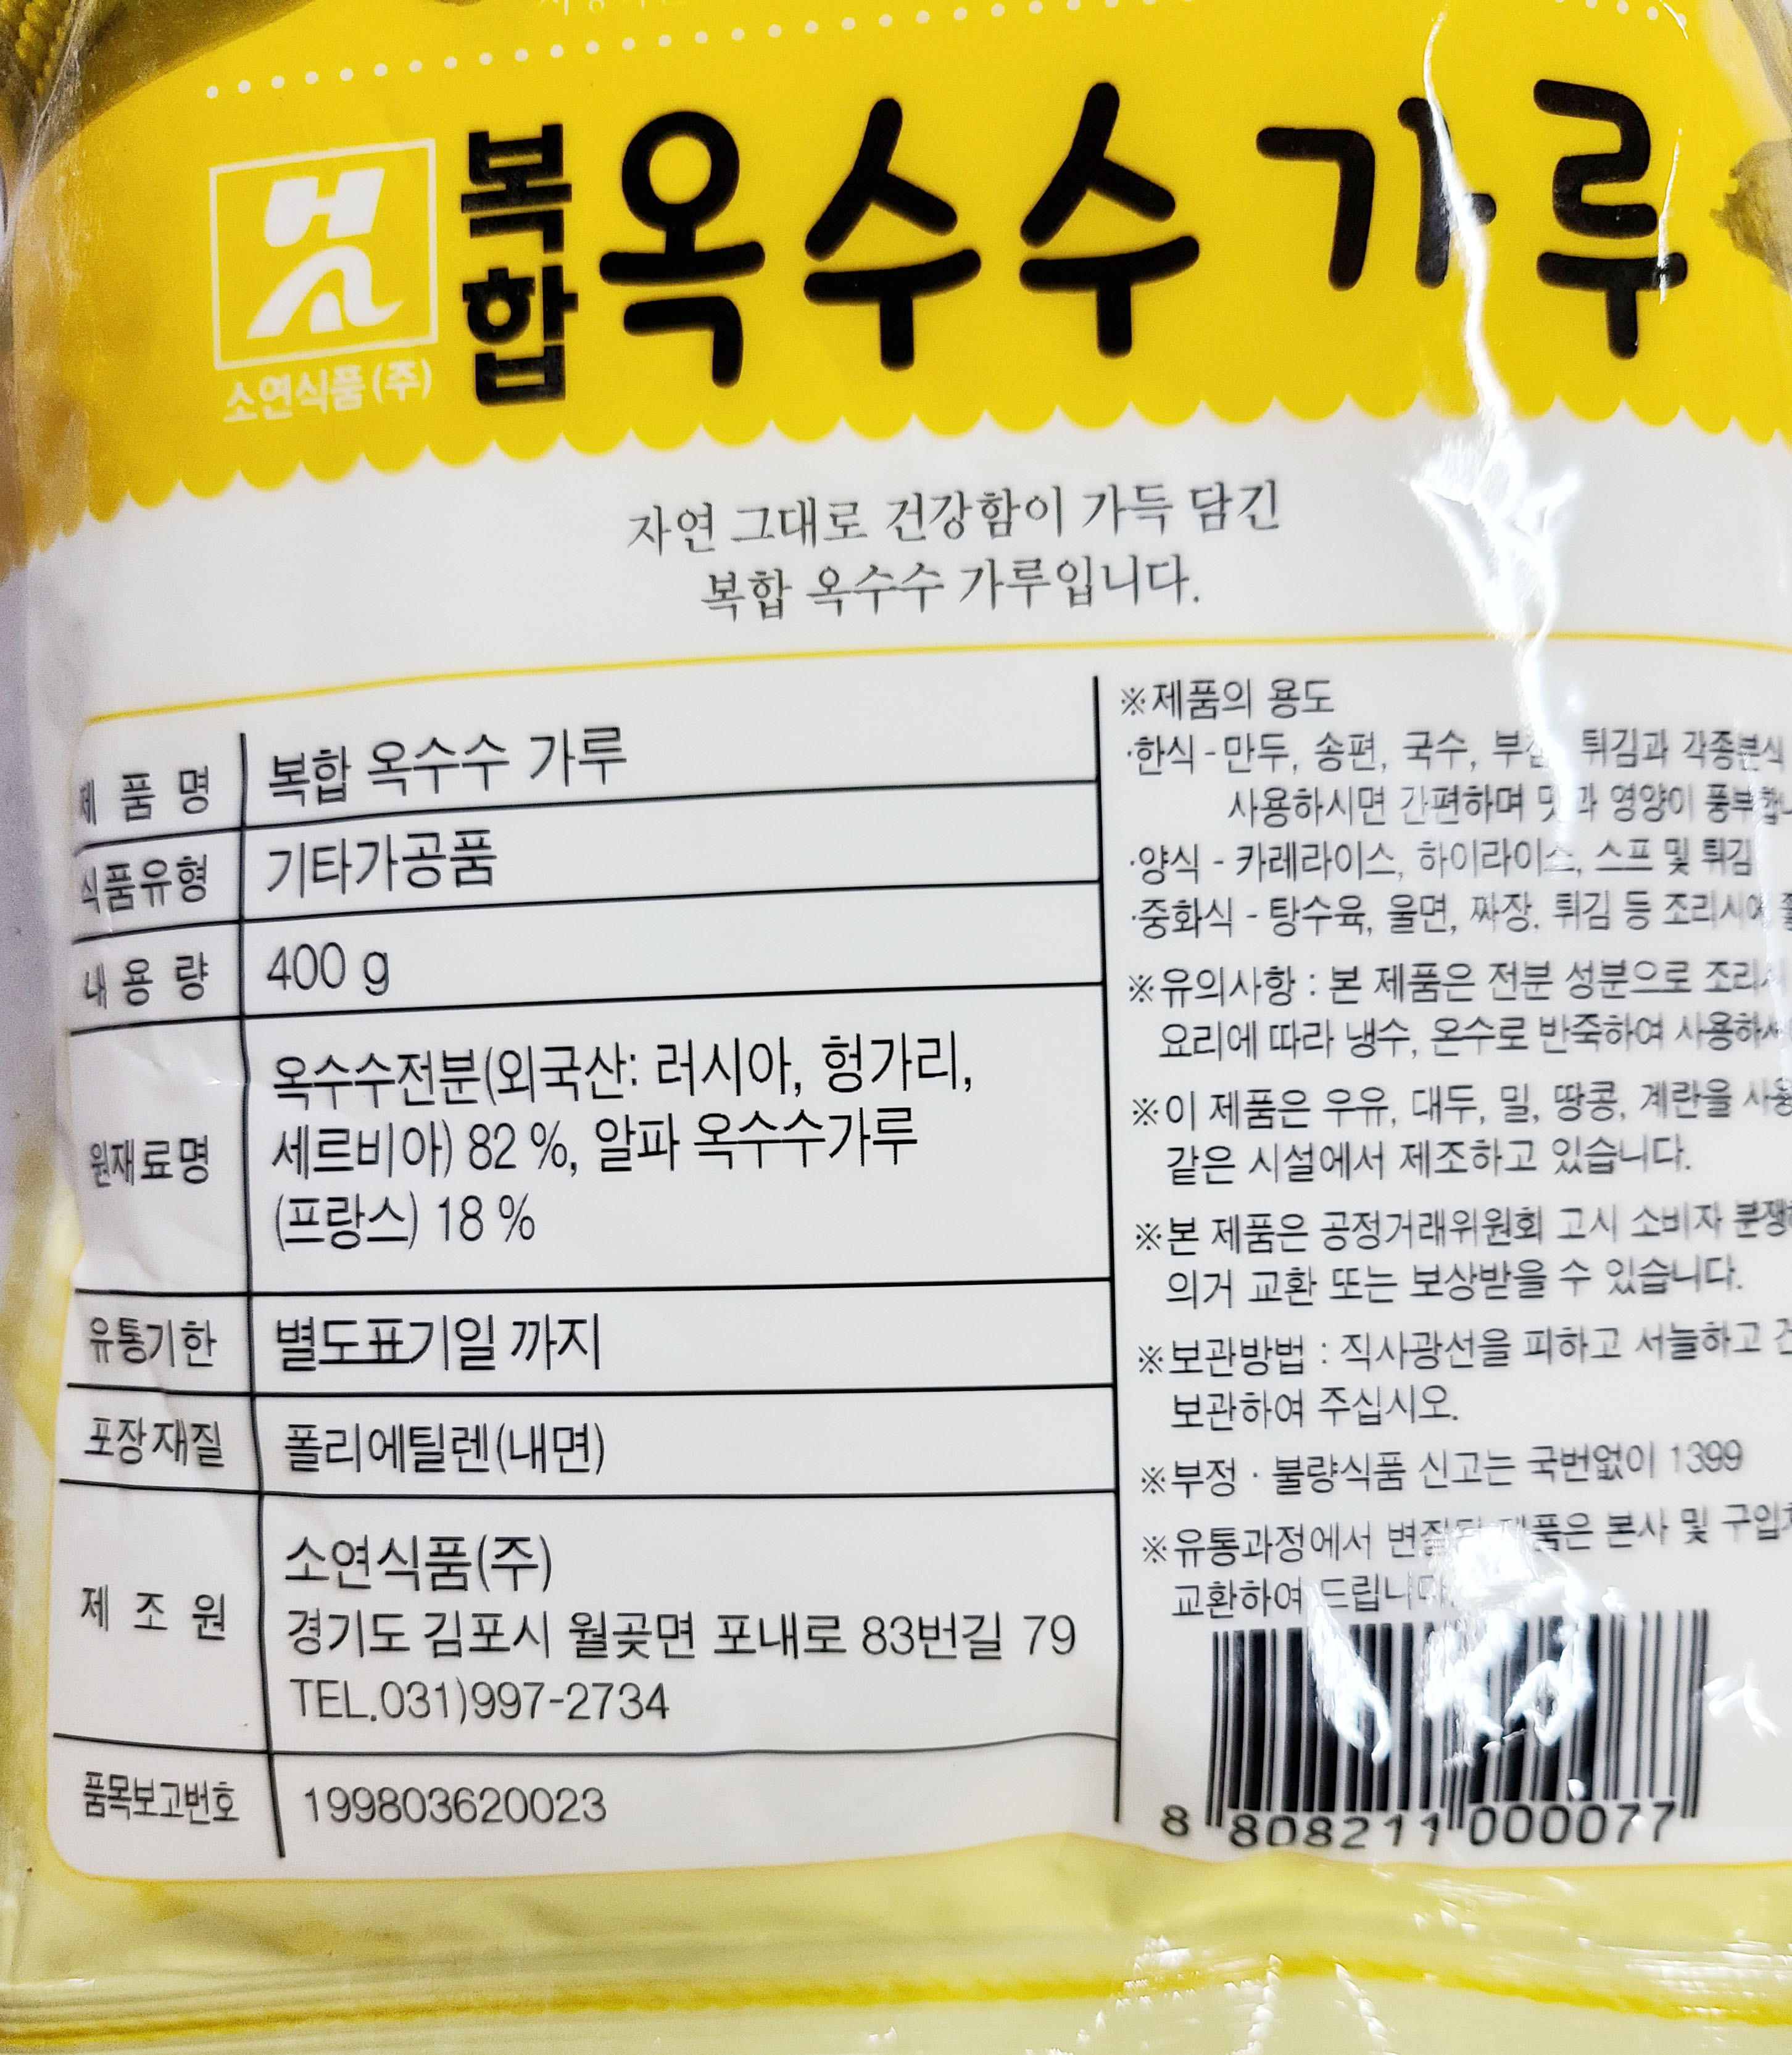 복합 옥수수 가루
소연식품(주)
자연 그대로 건강함이 가득 담긴
복합 옥수수 가루입니다.
제 품 명 복합 옥수수 가루
식품유형 기타가공품
내 용 량 400 g
원재료명 옥수수전분(외국산: 러시아, 헝가리,
세르비아) 82 %, 알파 옥수수가루
(프랑스) 18 %
유통기한 별도표기일 까지
포장재질 폴리에틸렌(내면)
제 조 원 소연식품(주)
경기도 김포시 월곶면 포내로 83번길 79
TEL.031)997-2734
품목보고번호 199803620023
※제품의 용도
·한식 - 만두, 송편, 국수, 튀김과 각종분식
사용하시면 간편하며 맛과 영양이
·양식 - 카레라이스, 하이라이스, 스프 및 튀김
·중화식 - 탕수육, 울면, 짜장, 튀김 등 조리시에
※유의사항 : 본 제품은 전분 성분으로
요리에 따라 냉수, 온수로 반죽하여
※이 제품은 우유, 대두, 밀, 땅콩, 계란을
같은 시설에서 제조하고 있습니다.
※본 제품은 공정거래위원회 고시 소비자
의거 교환 또는 보상받을 수 있습니다.
※보관방법 : 직사광선을 피하고 서늘하고
보관하여 주십시오.
※부정 · 불량식품 신고는 국번없이 1399
※유통과정에서 본사 및
교환하여 드립니다.
8 808211 000077